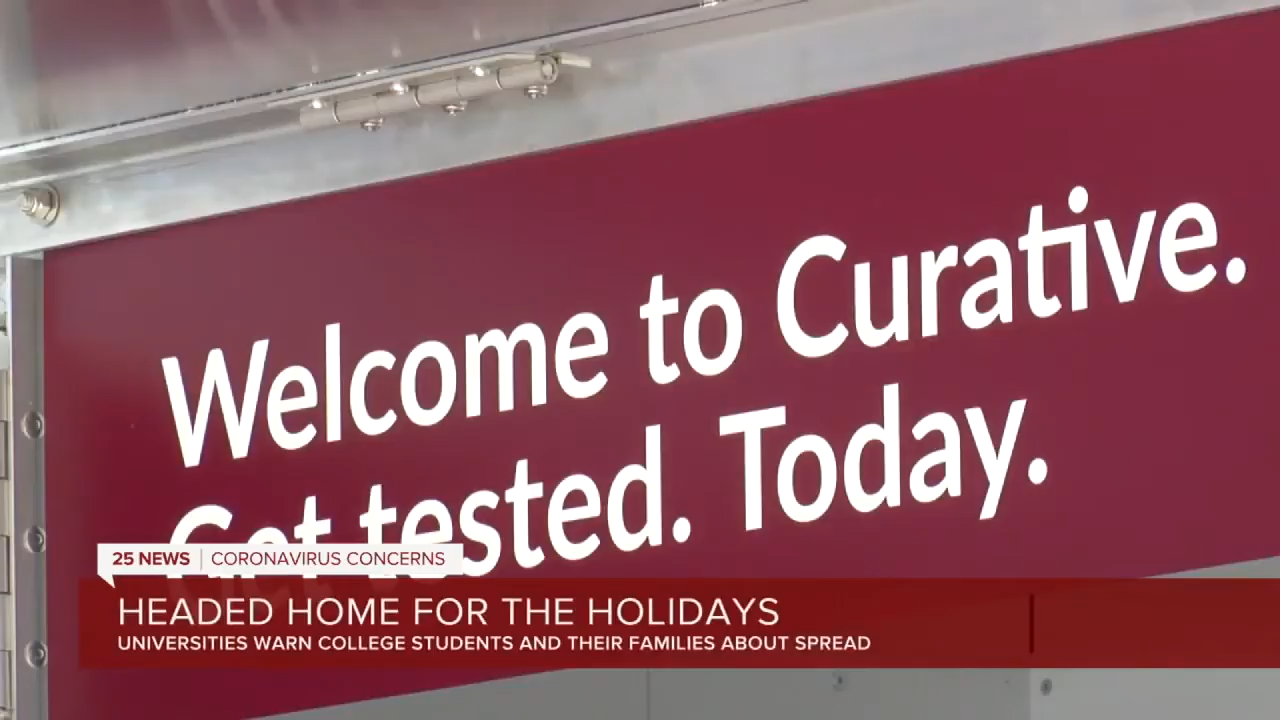 Welcome to Curative.
Get tested. Today.
25 NEWS | CORONAVIRUS CONCERNS
HEADED HOME FOR THE HOLIDAYS
UNIVERSITIES WARN COLLEGE STUDENTS AND THEIR FAMILIES ABOUT SPREAD